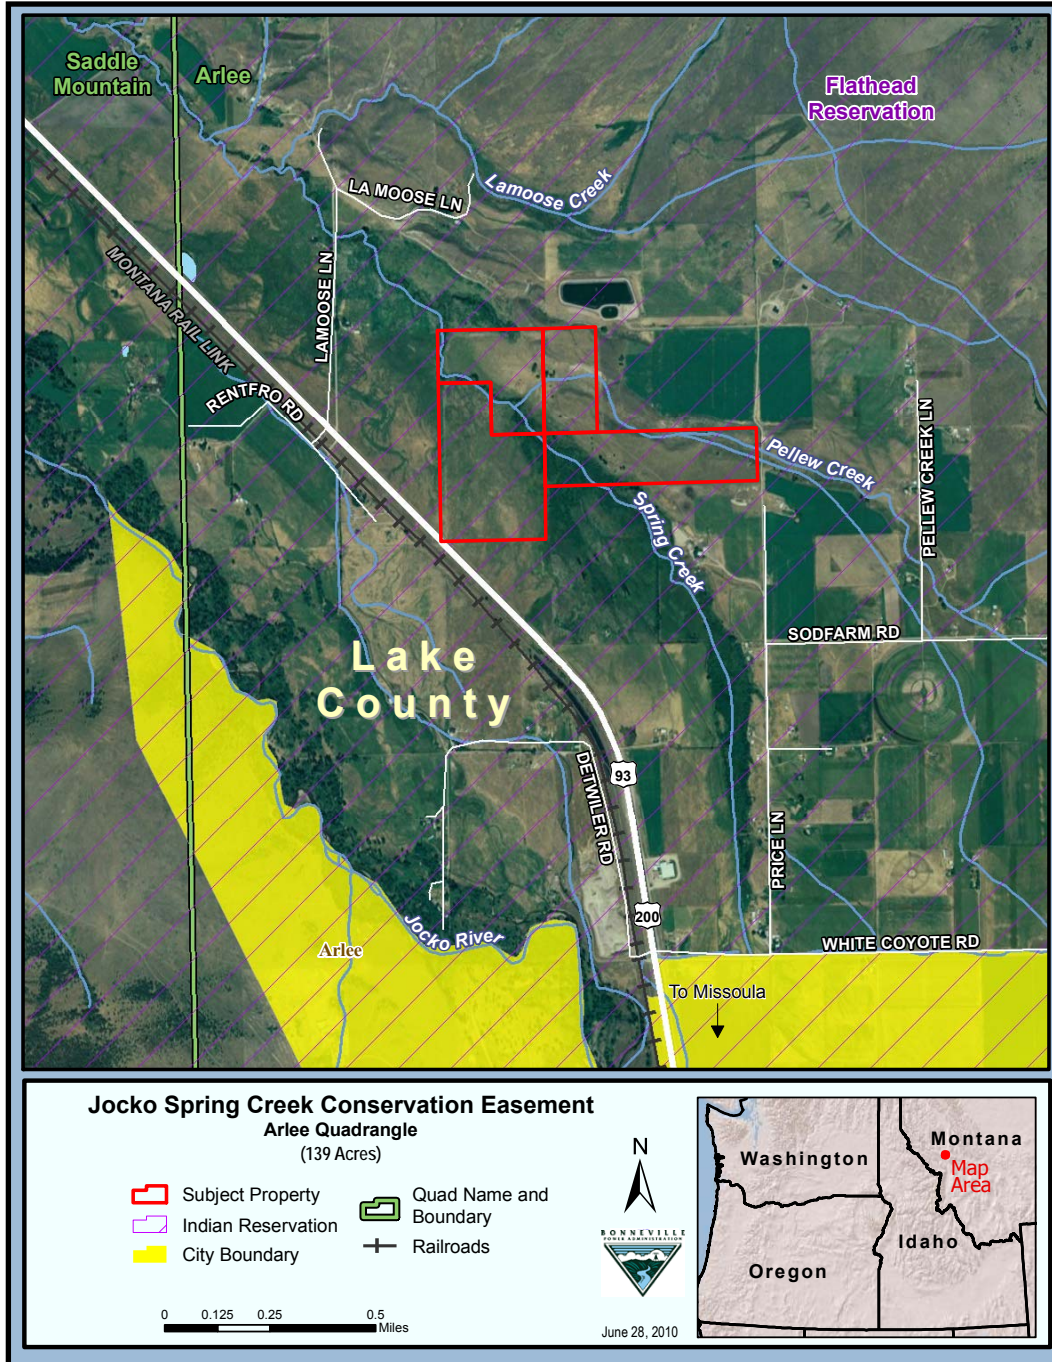 Saddle
Mountain
Arlee
Flathead
Reservation
Lamoose Creek
LA MOOSE LN
MONTANA RAIL LINK
LAMOOSE LN
RENTFRO RD
Pellew Creek
PELLEW CREEK LN
Spring Creek
SODFARM RD
Lake
County
93
DETWILER RD
PRICE LN
200
Jocko River
Arlee
WHITE COYOTE RD
To Missoula
Jocko Spring Creek Conservation Easement
Arlee Quadrangle
(139 Acres)
Subject Property
Indian Reservation
City Boundary
Quad Name and
Boundary
Railroads
0 0.125 0.25 0.5
Miles
N
BONNEVILLE
POWER ADMINISTRATION
June 28, 2010
Washington
Montana
Map
Area
Oregon
Idaho